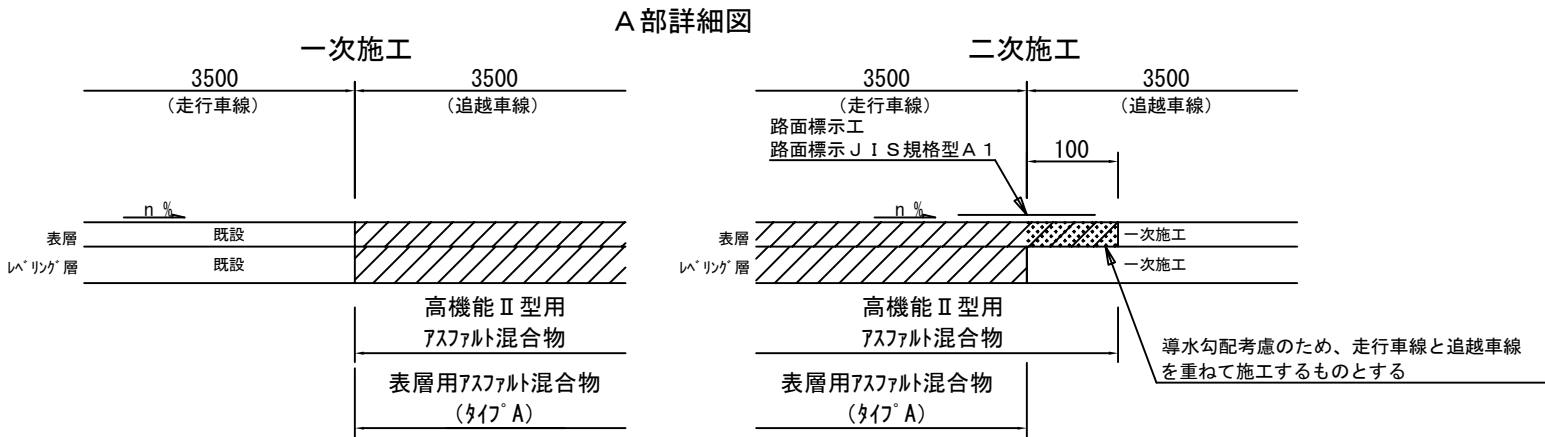 A部詳細図
一次施工
3500
3500
(走行車線)
(追越車線)
n %
表層
既設
ﾚﾍﾞﾘﾝｸﾞ層
既設
高機能Ⅱ型用
ｱｽﾌｧﾙﾄ混合物
表層用ｱｽﾌｧﾙﾄ混合物
(ﾀｲﾌﾟA)
二次施工
3500
3500
(走行車線)
(追越車線)
路面標示工
路面標示ＪＩＳ規格型Ａ１
100
n %
表層
一次施工
ﾚﾍﾞﾘﾝｸﾞ層
一次施工
高機能Ⅱ型用
ｱｽﾌｧﾙﾄ混合物
導水勾配考慮のため、走行車線と追越車線
を重ねて施工するものとする
表層用ｱｽﾌｧﾙﾄ混合物
(ﾀｲﾌﾟA)